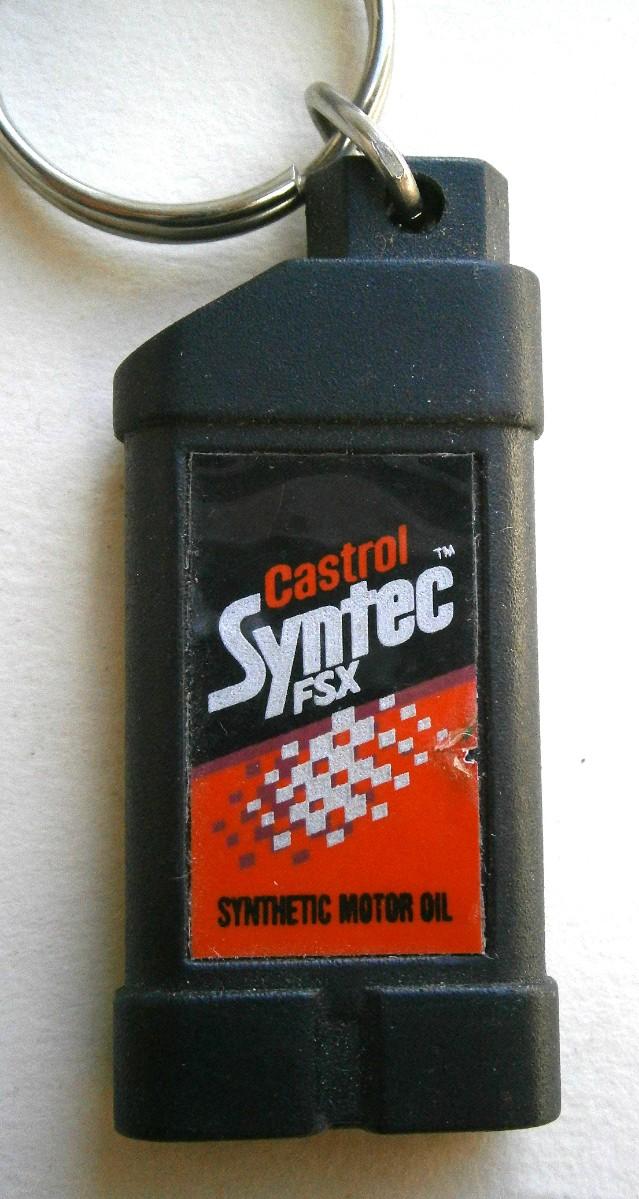 Castrol
Syntec™
FSX
SYNTHETIC MOTOR OIL